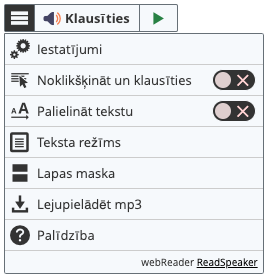 Klausīties
Iestatījumi
Noklikšķināt un klausīties
Palielināt tekstu
Teksta režīms
Lapas maska
Lejupielādēt mp3
Palīdzība
webReader ReadSpeaker